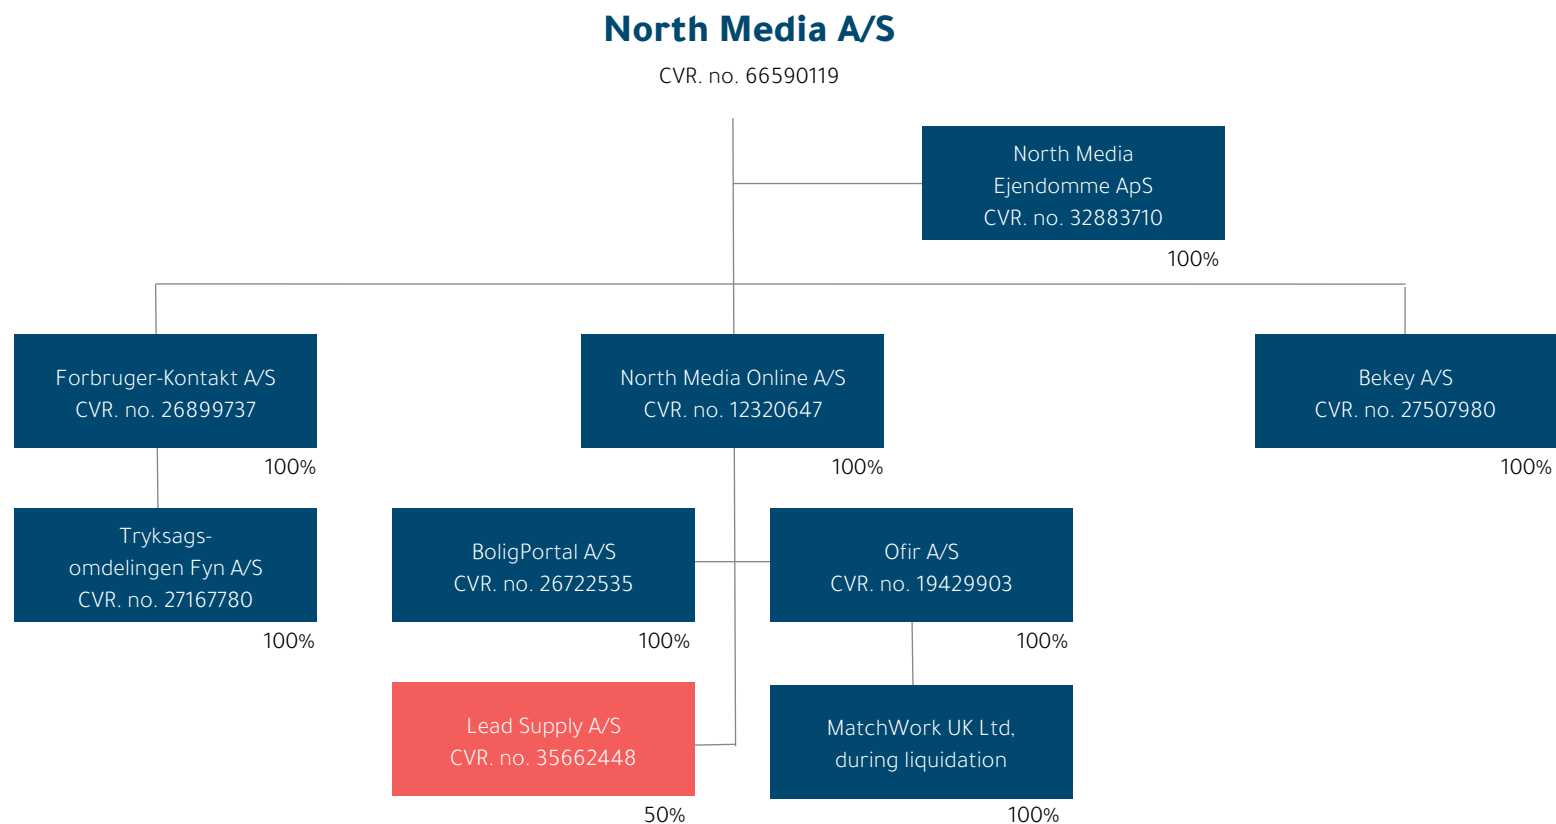 North Media A/S
CVR. no. 66590119
North Media
Ejendomme ApS
CVR. no. 32883710
100%
Forbruger-Kontakt A/S
CVR. no. 26899737
100%
North Media Online A/S
CVR. no. 12320647
100%
Bekey A/S
CVR. no. 27507980
100%
Tryksags-
omdelingen Fyn A/S
CVR. no. 27167780
100%
BoligPortal A/S
CVR. no. 26722535
100%
Ofir A/S
CVR. no. 19429903
100%
Lead Supply A/S
CVR. no. 35662448
50%
MatchWork UK Ltd,
during liquidation
100%